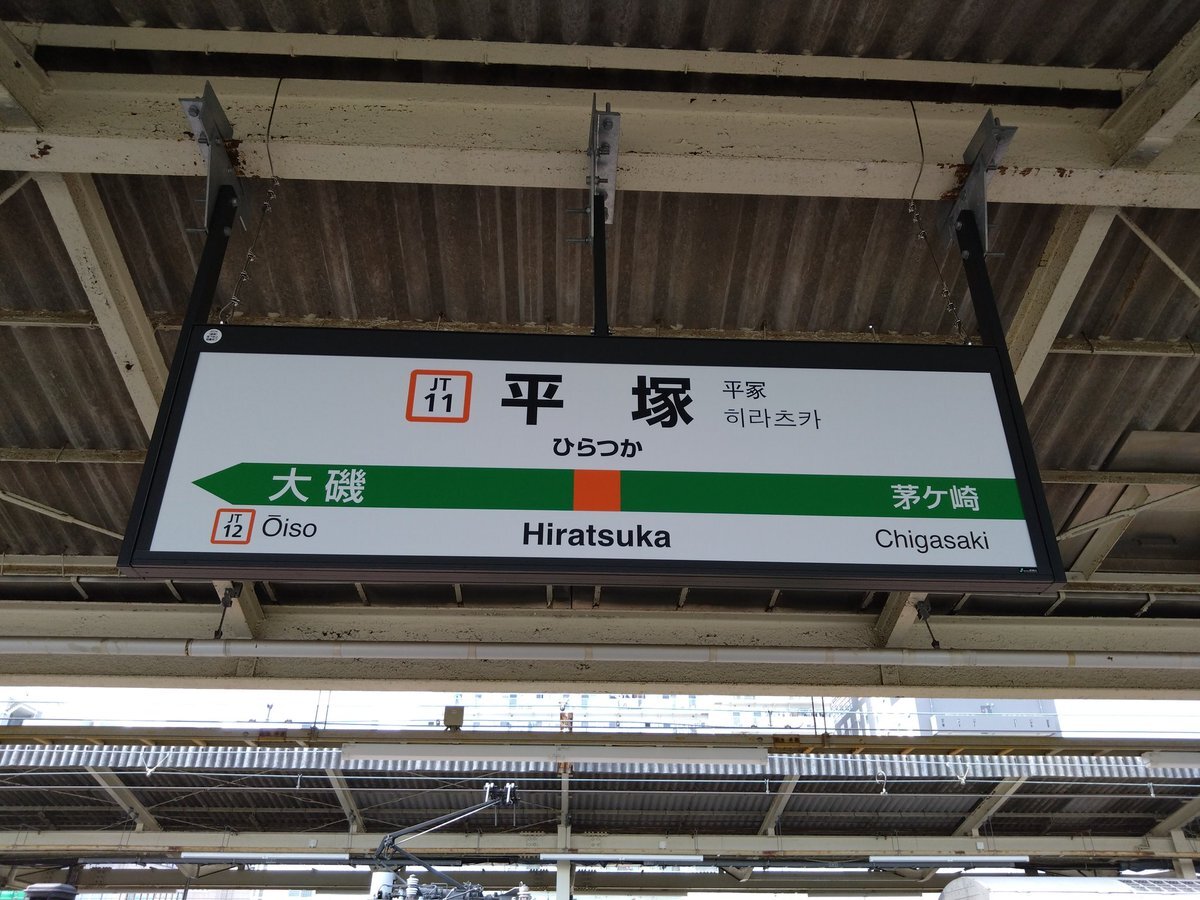 JT
11
平塚
平冢
히라츠카
ひらつか
大磯
茅ケ崎
JT
12
Ōiso
Hiratsuka
Chigasaki